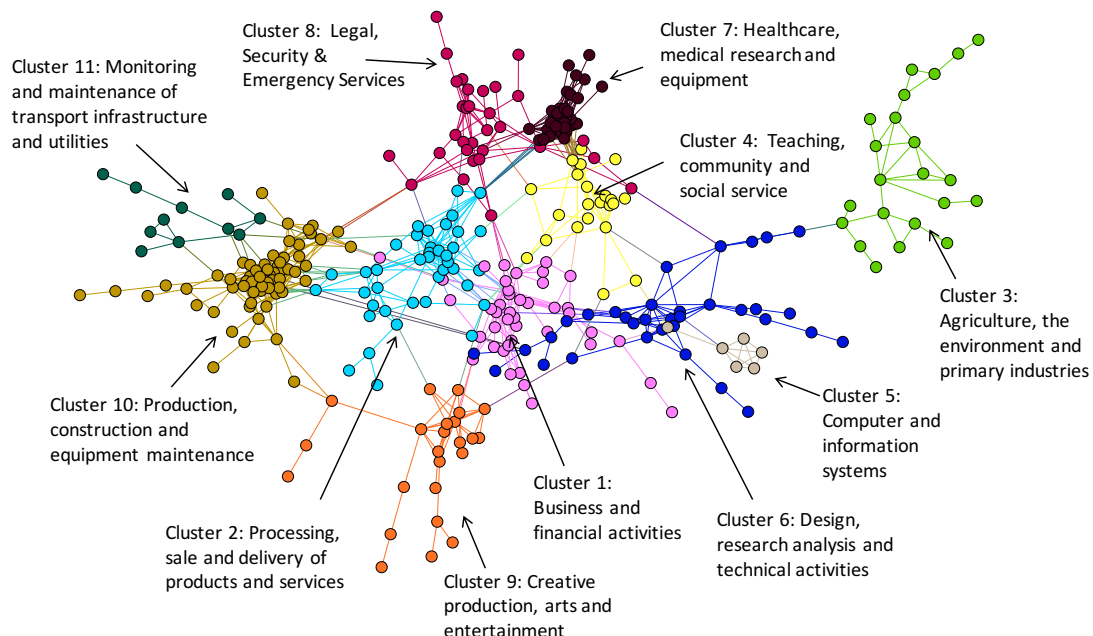 Cluster 8: Legal,
Security &
Emergency Services
Cluster 7: Healthcare,
medical research and
equipment
Cluster 11: Monitoring
and maintenance of
transport infrastructure
and utilities
Cluster 4: Teaching,
community and
social service
Cluster 3:
Agriculture, the
environment and
primary industries
Cluster 10: Production,
construction and
equipment maintenance
Cluster 5:
Computer and
information
systems
Cluster 1:
Business and
financial activities
Cluster 2: Processing,
sale and delivery of
products and services
Cluster 6: Design,
research analysis and
technical activities
Cluster 9: Creative
production, arts and
entertainment